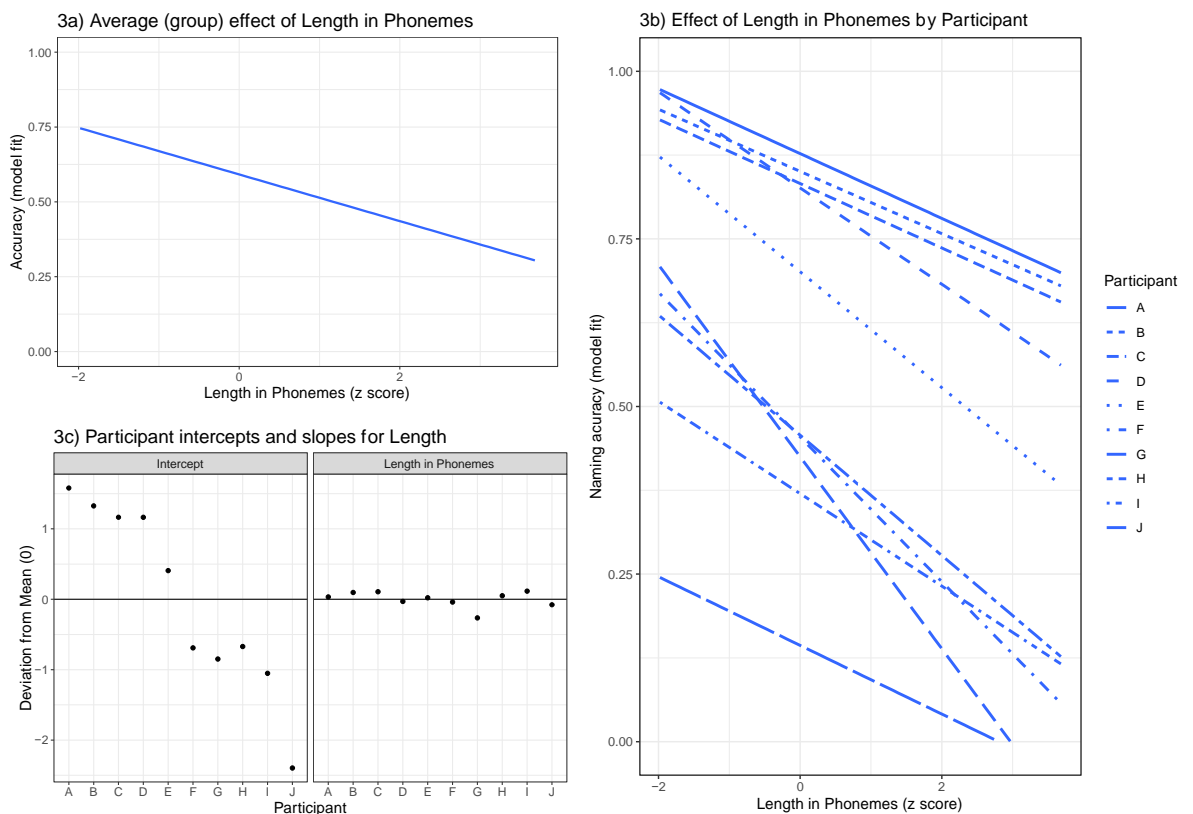 3a) Average (group) effect of Length in Phonemes
1.00
0.75
0.50
0.25
0.00
Accuracy (model fit)
−2 0 2
Length in Phonemes (z score)
3b) Effect of Length in Phonemes by Participant
1.00
0.75
0.50
0.25
0.00
Naming acuracy (model fit)
−2 0 2
Length in Phonemes (z score)
Participant
A
B
C
D
E
F
G
H
I
J
3c) Participant intercepts and slopes for Length
Intercept Length in Phonemes
1
0
−1
−2
Deviation from Mean (0)
A B C D E F G H I J A B C D E F G H I J
Participant